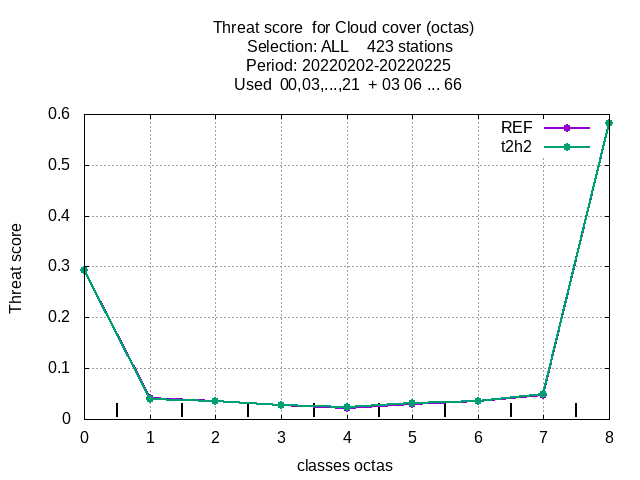 Threat score  for Cloud cover (octas)
Selection: ALL    423 stations
Period: 20220202-20220225
Used  00,03,...,21  + 03 06 ... 66
REF
t2h2
0.6
0.5
0.4
0.3
0.2
0.1
0
Threat score
0 1 2 3 4 5 6 7 8
classes octas